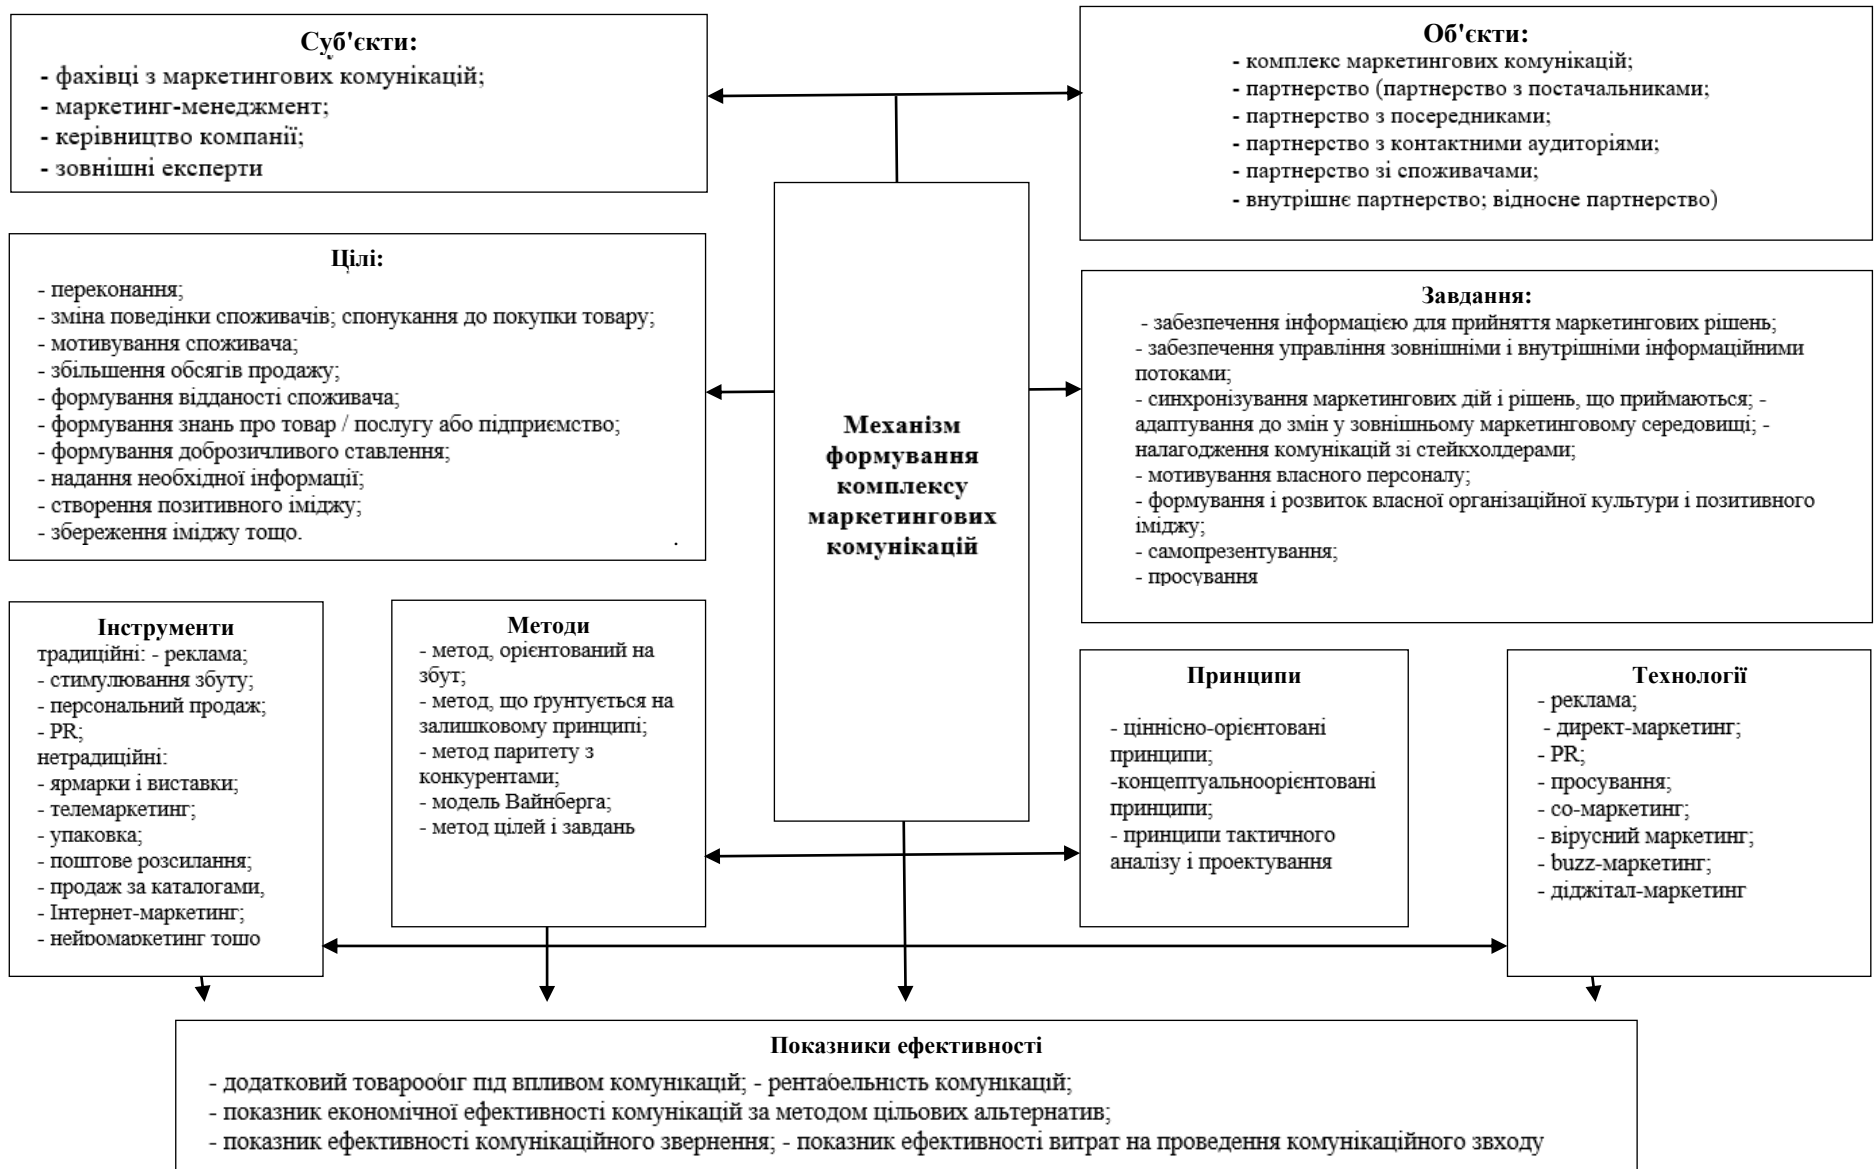 Суб'єкти:
- фахівці з маркетингових комунікацій;
- маркетинг-менеджмент;
- керівництво компанії;
- зовнішні експерти
Об'єкти:
- комплекс маркетингових комунікацій;
- партнерство (партнерство з постачальниками;
- партнерство з посередниками;
- партнерство з контактними аудиторіями;
- партнерство зі споживачами;
- внутрішнє партнерство; відносне партнерство)
Цілі:
- переконання;
- зміна поведінки споживачів; спонукання до покупки товару;
- мотивування споживача;
- збільшення обсягів продажу;
- формування відданості споживача;
- формування знань про товар / послугу або підприємство;
- формування доброзичливого ставлення;
- надання необхідної інформації;
- створення позитивного іміджу;
- збереження іміджу тощо.
.
Механізм
формування
комплексу
маркетингових
комунікацій
Завдання:
- забезпечення інформацією для прийняття маркетингових рішень;
- забезпечення управління зовнішніми і внутрішніми інформаційними
потоками;
- синхронізування маркетингових дій і рішень, що приймаються; -
адаптування до змін у зовнішньому маркетинговому середовищі; -
налагодження комунікацій зі стейкхолдерами;
- мотивування власного персоналу;
- формування і розвиток власної організаційної культури і позитивного
іміджу;
- самопрезентування;
- просування
Інструменти
традиційні: - реклама;
- стимулювання збуту;
- персональний продаж;
- PR;
нетрадиційні:
- ярмарки і виставки;
- телемаркетинг;
- упаковка;
- поштове розсилання;
- продаж за каталогами,
- Інтернет-маркетинг;
- нейромаркетинг тощо
Методи
- метод, орієнтований на
збут;
- метод, що ґрунтується на
залишковому принципі;
- метод паритету з
конкурентами;
- модель Вайнберга;
- метод цілей і завдань
Принципи
- ціннісно-орієнтовані
принципи;
-концептуальноорієнтовані
принципи;
- принципи тактичного
аналізу і проектування
Технології
- реклама;
- директ-маркетинг;
- PR;
- просування;
- со-маркетинг;
- вірусний маркетинг;
- buzz-маркетинг;
- діджітал-маркетинг
Показники ефективності
- додатковий товарообіг під впливом комунікацій; - рентабельність комунікацій;
- показник економічної ефективності комунікацій за методом цільових альтернатив;
- показник ефективності комунікаційного звернення; - показник ефективності витрат на проведення комунікаційного звходу